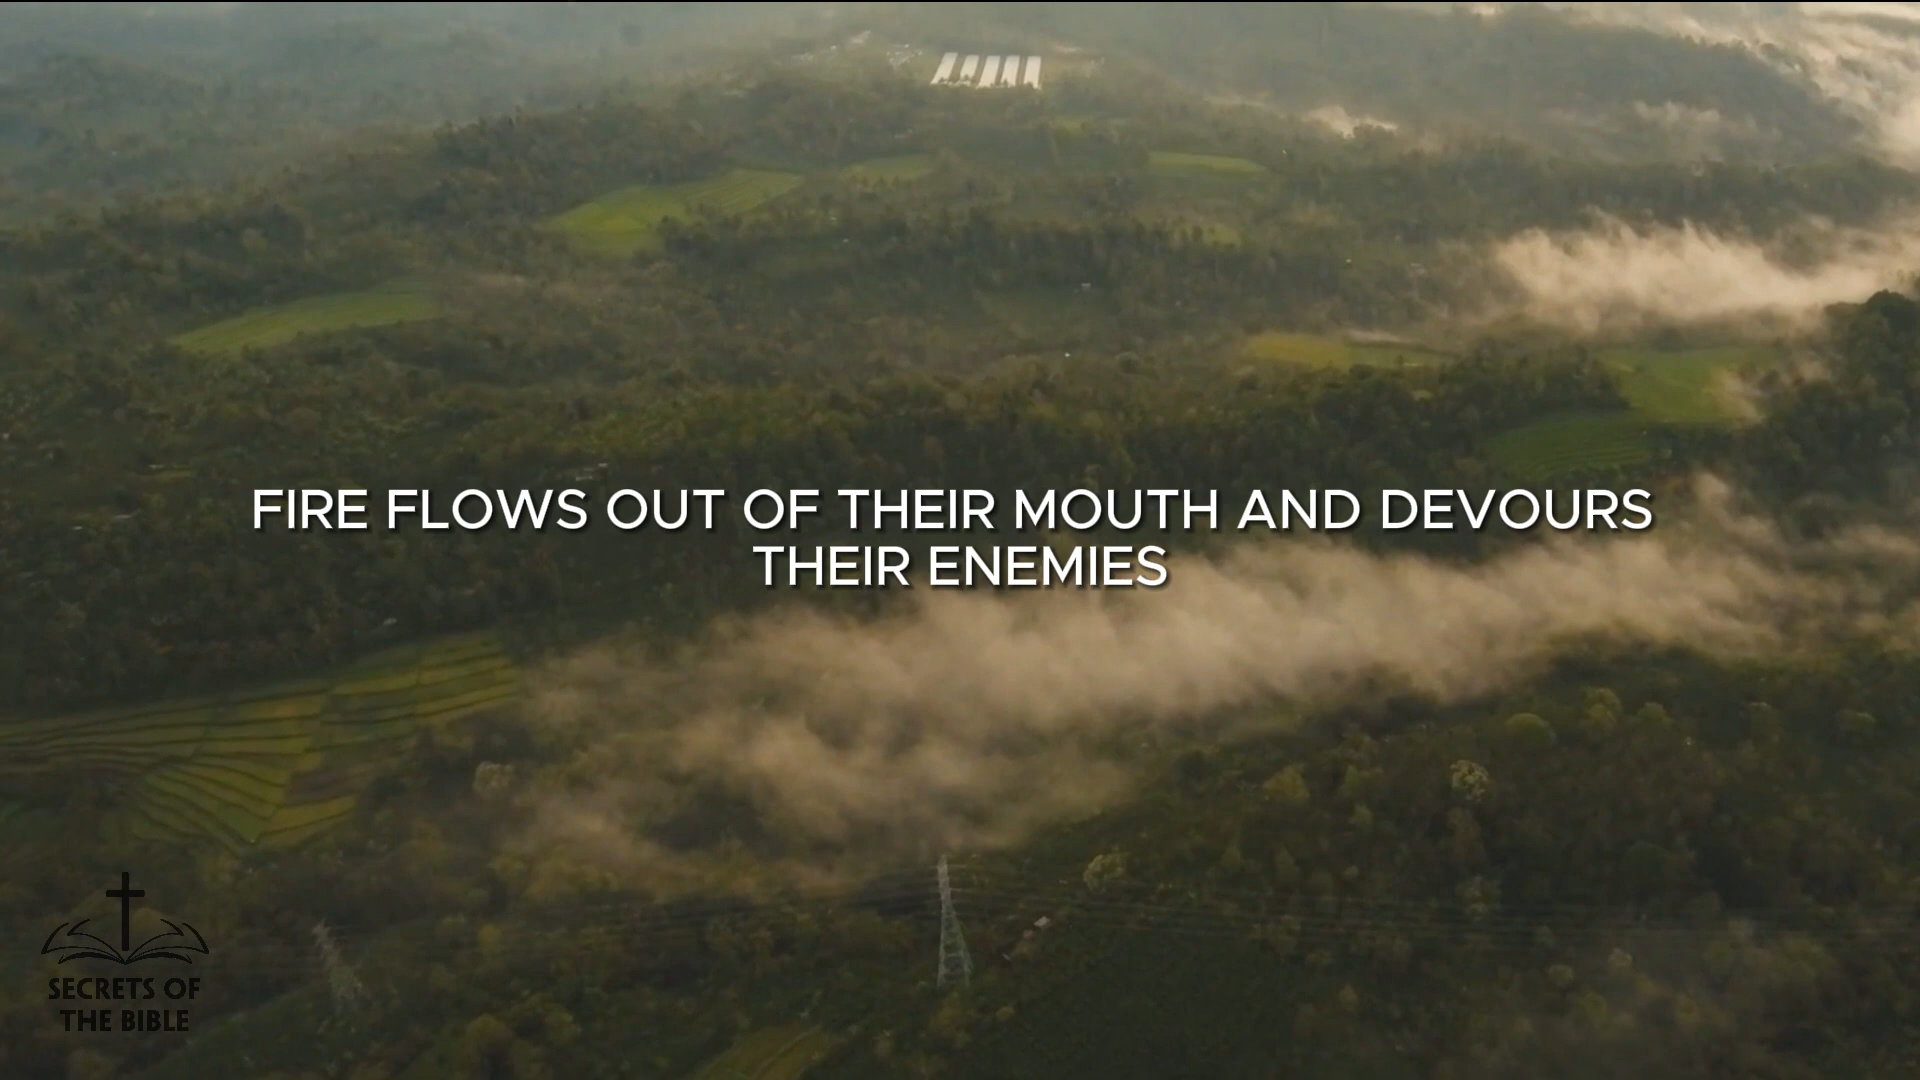 FIRE FLOWS OUT OF THEIR MOUTH AND DEVOURS
THEIR ENEMIES
SECRETS OF
THE BIBLE